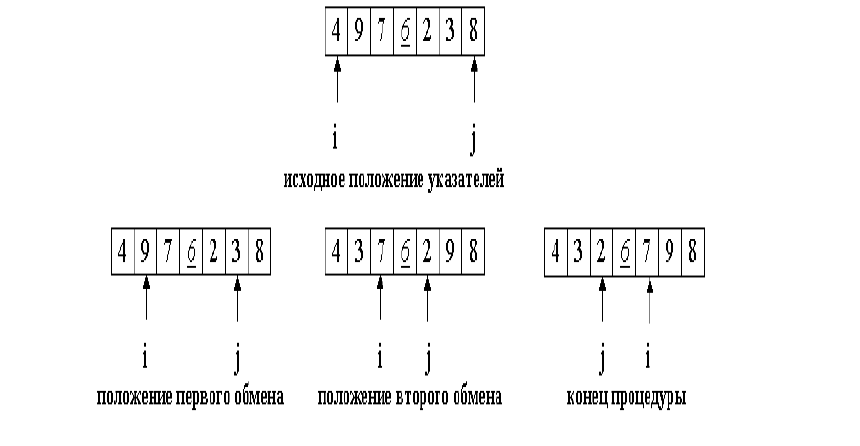 4 9 7 6 2 3 8
i j
исходное положение указателей
4 9 7 6 2 3 8 4 3 7 6 2 9 8 4 3 2 6 7 9 8
i j i j j i
положение первого обмена положение второго обмена конец процедуры